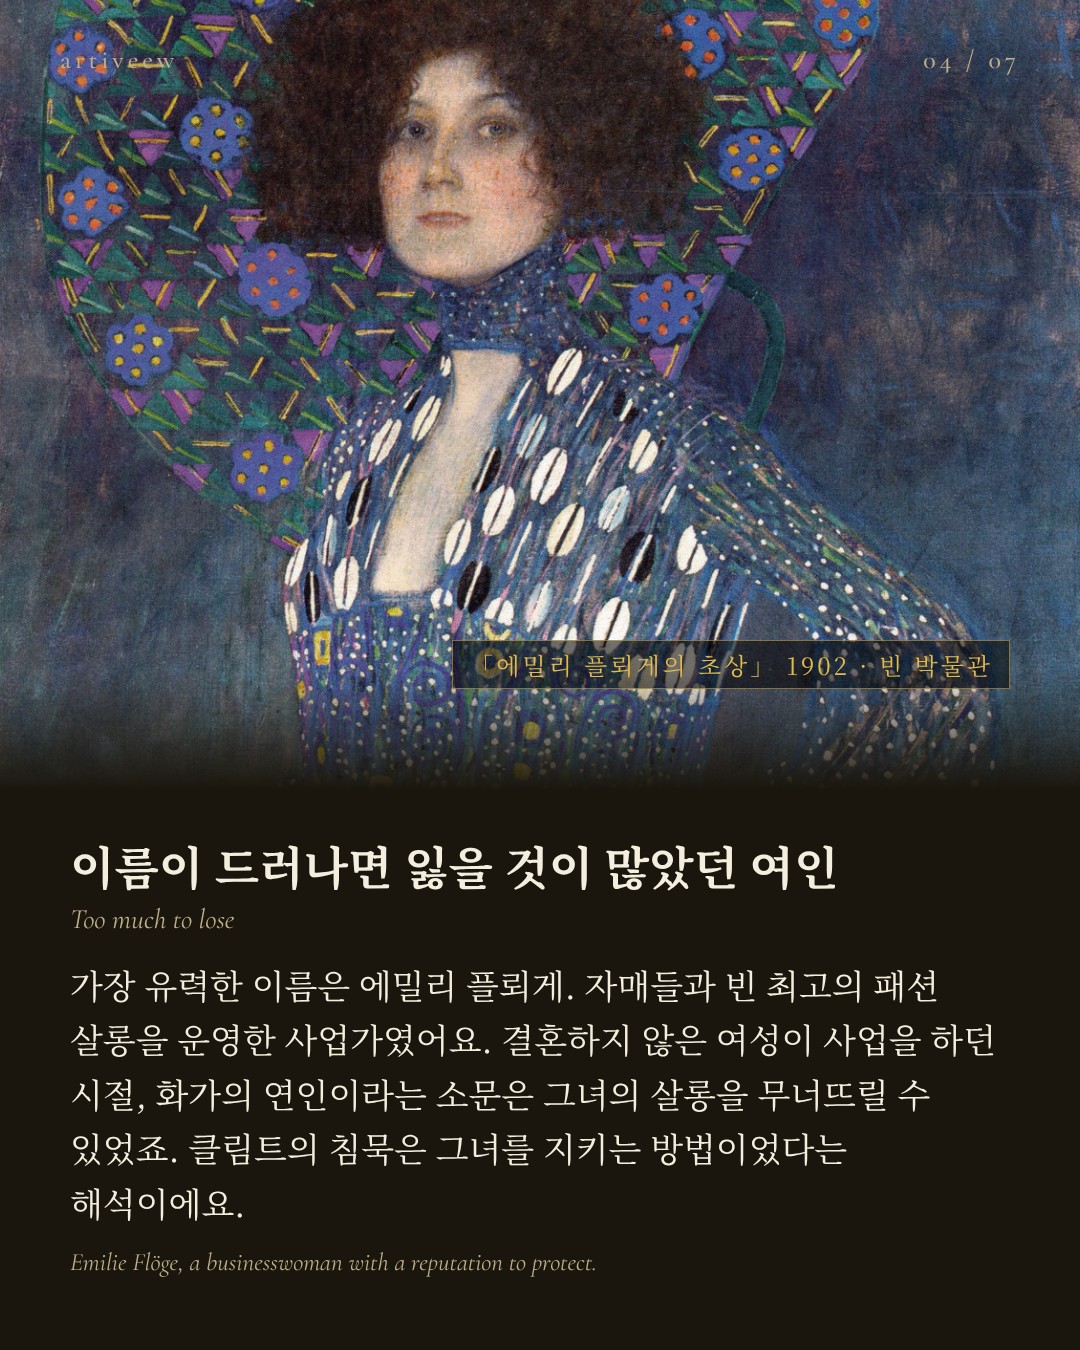 artiveew
04 / 07
「에밀리 플뢰게의 초상」 1902 · 빈 박물관
이름이 드러나면 잃을 것이 많았던 여인
Too much to lose
가장 유력한 이름은 에밀리 플뢰게. 자매들과 빈 최고의 패션
살롱을 운영한 사업가였어요. 결혼하지 않은 여성이 사업을 하던
시절, 화가의 연인이라는 소문은 그녀의 살롱을 무너뜨릴 수
있었죠. 클림트의 침묵은 그녀를 지키는 방법이었다는
해석이에요.
Emilie Flöge, a businesswoman with a reputation to protect.